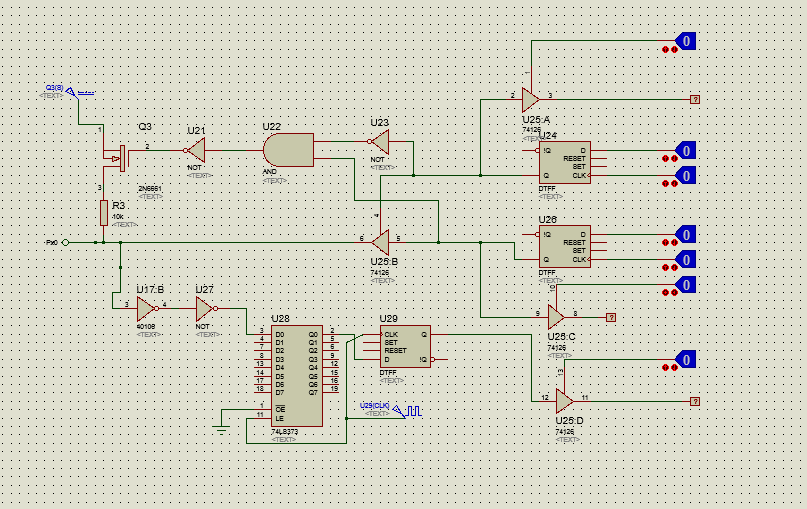 0
1
2
3
U25:A
74126
<TEXT>
Q3(S)
<TEXT>
1
Q3
2
3
2N6661
<TEXT>
U21
NOT
<TEXT>
U22
AND
<TEXT>
U23
NOT
<TEXT>
U24
!Q
Q
D
RESET
SET
CLK
DTFF
<TEXT>
0
0
R3
10k
<TEXT>
Px0
4
6
5
U25:B
74126
<TEXT>
U26
!Q
Q
D
RESET
SET
CLK
DTFF
<TEXT>
0
0
0
10
9
8
?
U25:C
74126
<TEXT>
?
U17:B
3
4
40106
<TEXT>
U27
NOT
<TEXT>
U28
3 D0 Q0 2
4 D1 Q1 5
7 D2 Q2 6
8 D3 Q3 9
13 D4 Q4 12
14 D5 Q5 15
17 D6 Q6 16
18 D7 Q7 19
1 OE
11 LE
74LS373
<TEXT>
U29
CLK
SET
RESET
D
Q
!Q
DTFF
<TEXT>
U29(CLK)
<TEXT>
0
13
12
11
?
U25:D
74126
<TEXT>